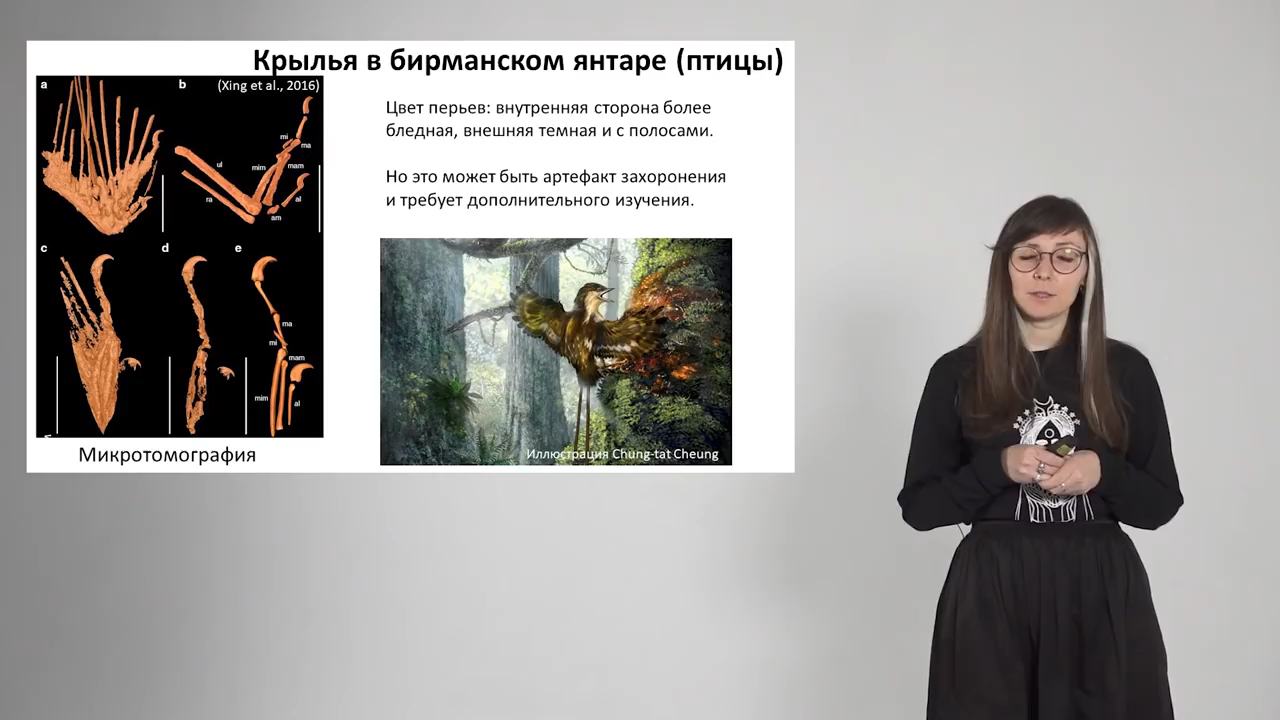 Крылья в бирманском янтаре (птицы)
a
b
(Xing et al., 2016)
mi
ma
ul
mim
mam
ra
al
am
c
d
e
ma
mi
mam
mim
al
Микротомография
Цвет перьев: внутренняя сторона более
бледная, внешняя темная и с полосами.
Но это может быть артефакт захоронения
и требует дополнительного изучения.
Иллюстрация Chung-tat Cheung